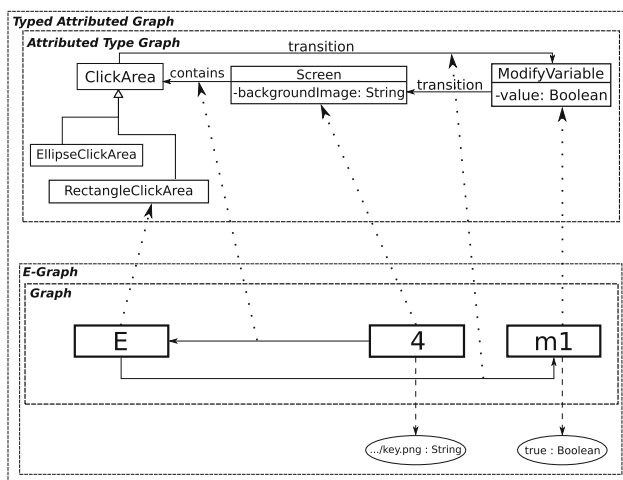 Typed Attributed Graph
Attributed Type Graph
transition
ClickArea
contains
Screen
-backgroundImage: String
transition
ModifyVariable
-value: Boolean
EllipseClickArea
RectangleClickArea
E-Graph
Graph
E
4
m1
.../key.png : String
true : Boolean